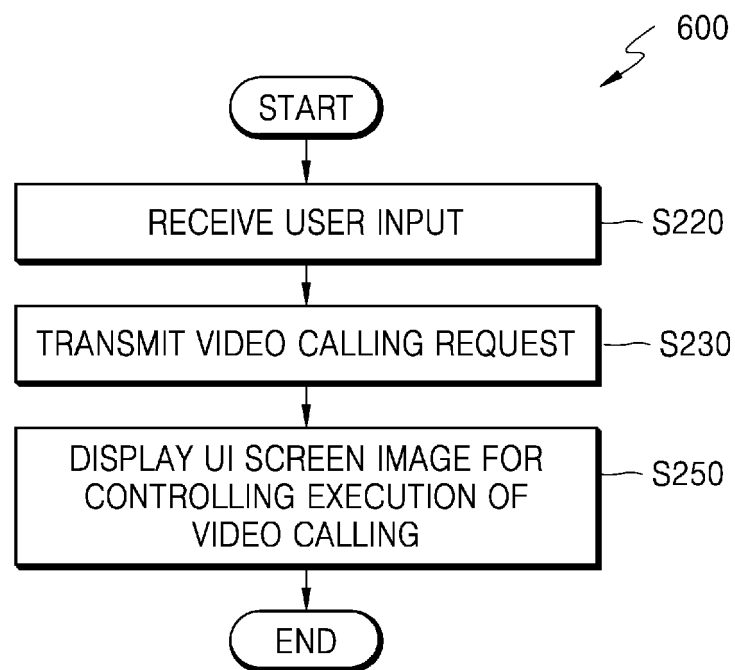 600
START
RECEIVE USER INPUT
S220
TRANSMIT VIDEO CALLING REQUEST
S230
DISPLAY UI SCREEN IMAGE FOR
CONTROLLING EXECUTION OF
VIDEO CALLING
S250
END